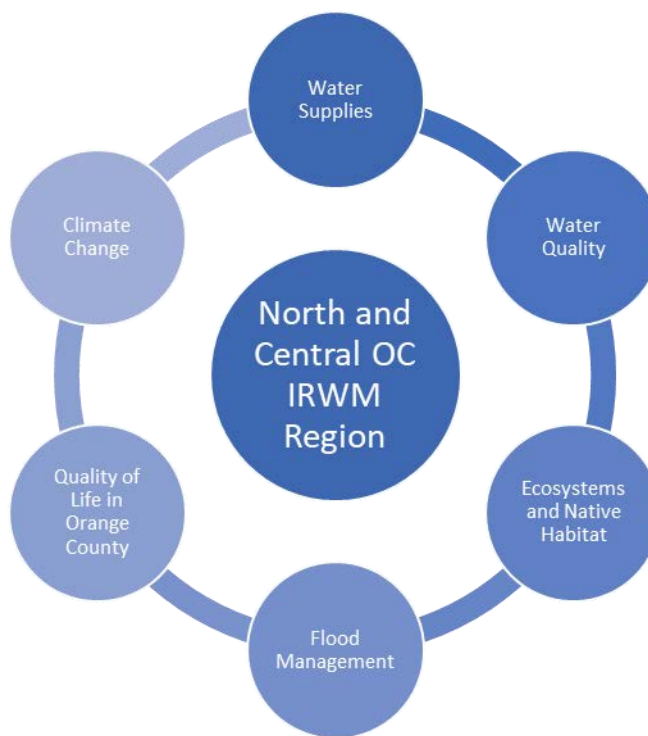 Water
Supplies
Water
Quality
Ecosystems
and Native
Habitat
Flood
Management
Quality of
Life in
Orange
County
Climate
Change
North and
Central OC
IRWM
Region